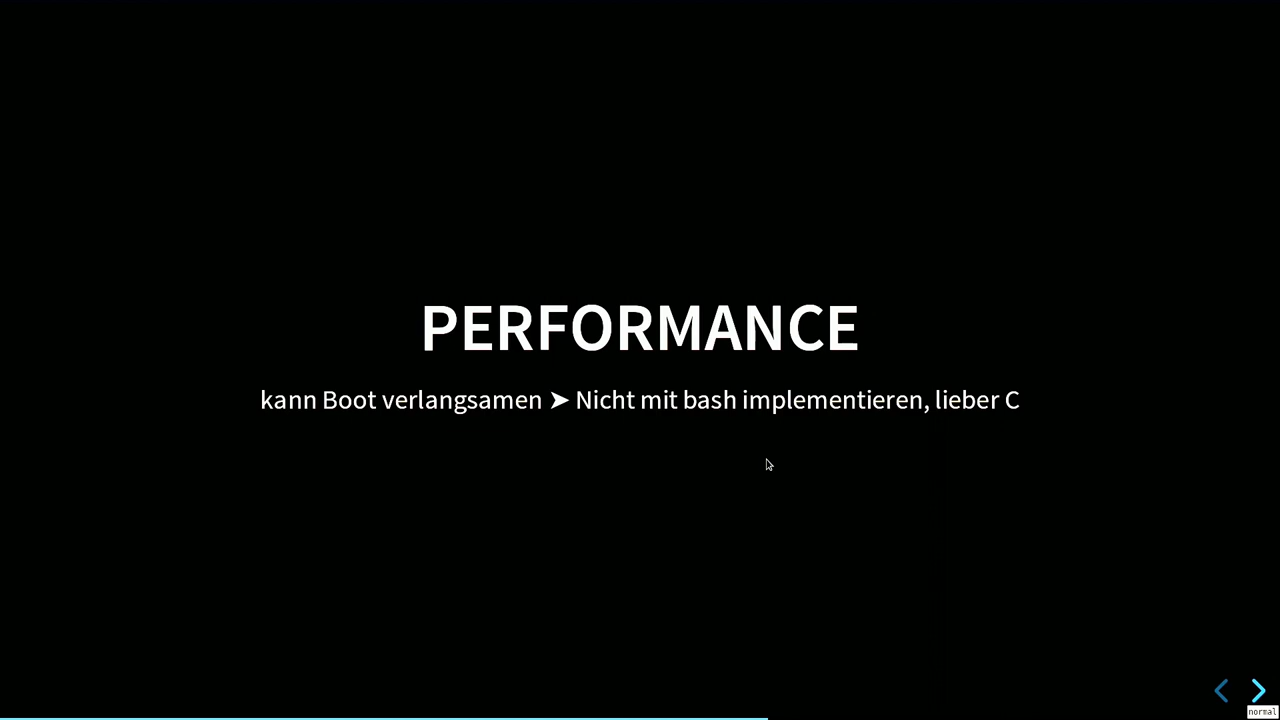 PERFORMANCE
kann Boot verlangsamen ➤ Nicht mit bash implementieren, lieber C
normal